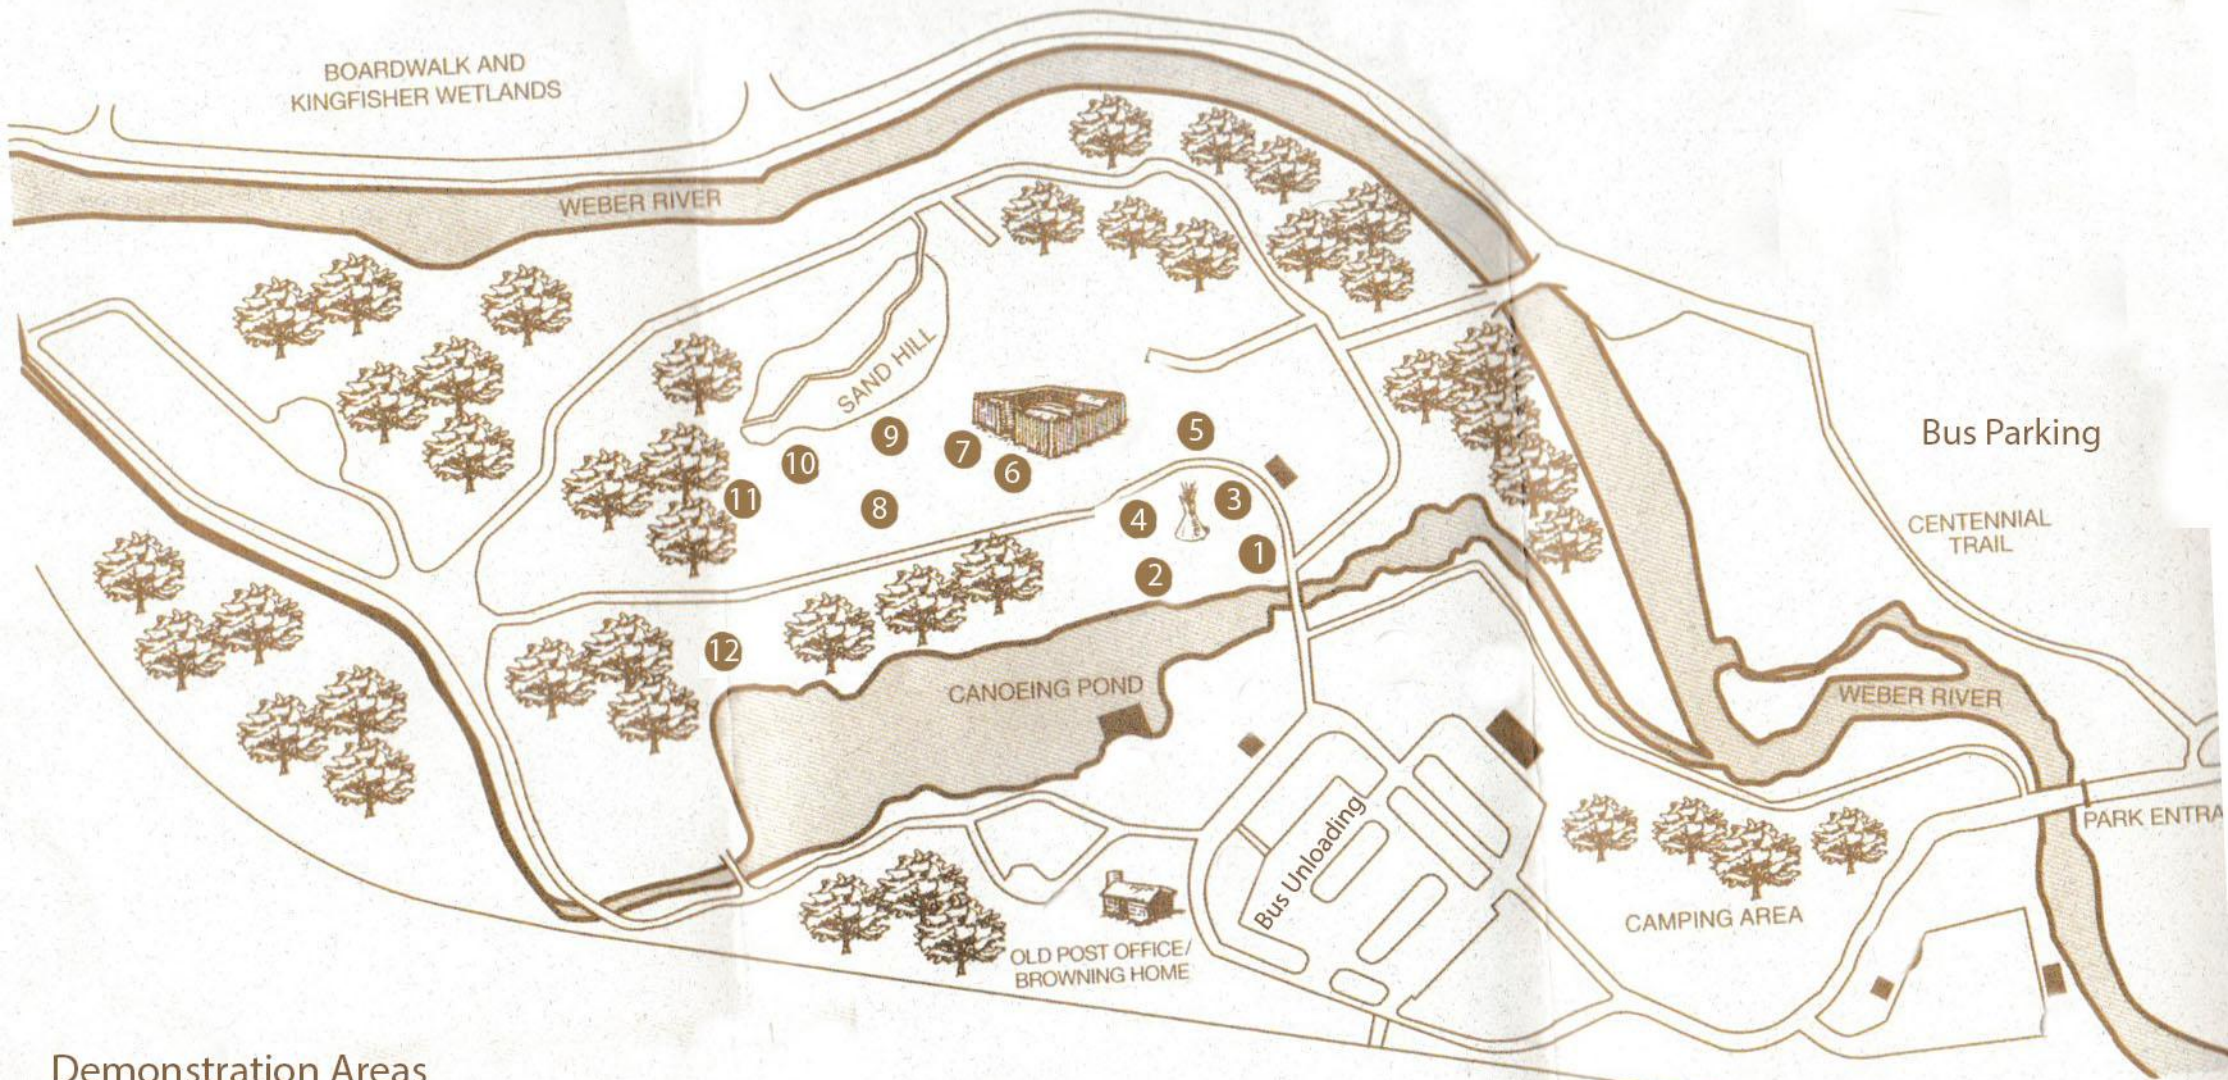 BOARDWALK AND
KINGFISHER WETLANDS
WEBER RIVER
SAND HILL
Bus Parking
5
9
7
10
6
11
3
8
4
CENTENNIAL
TRAIL
1
2
12
CANOEING POND
WEBER RIVER
PARK ENTRA
Bus Unloading
CAMPING AREA
OLD POST OFFICE/
BROWNING HOME
Demonstration Areas